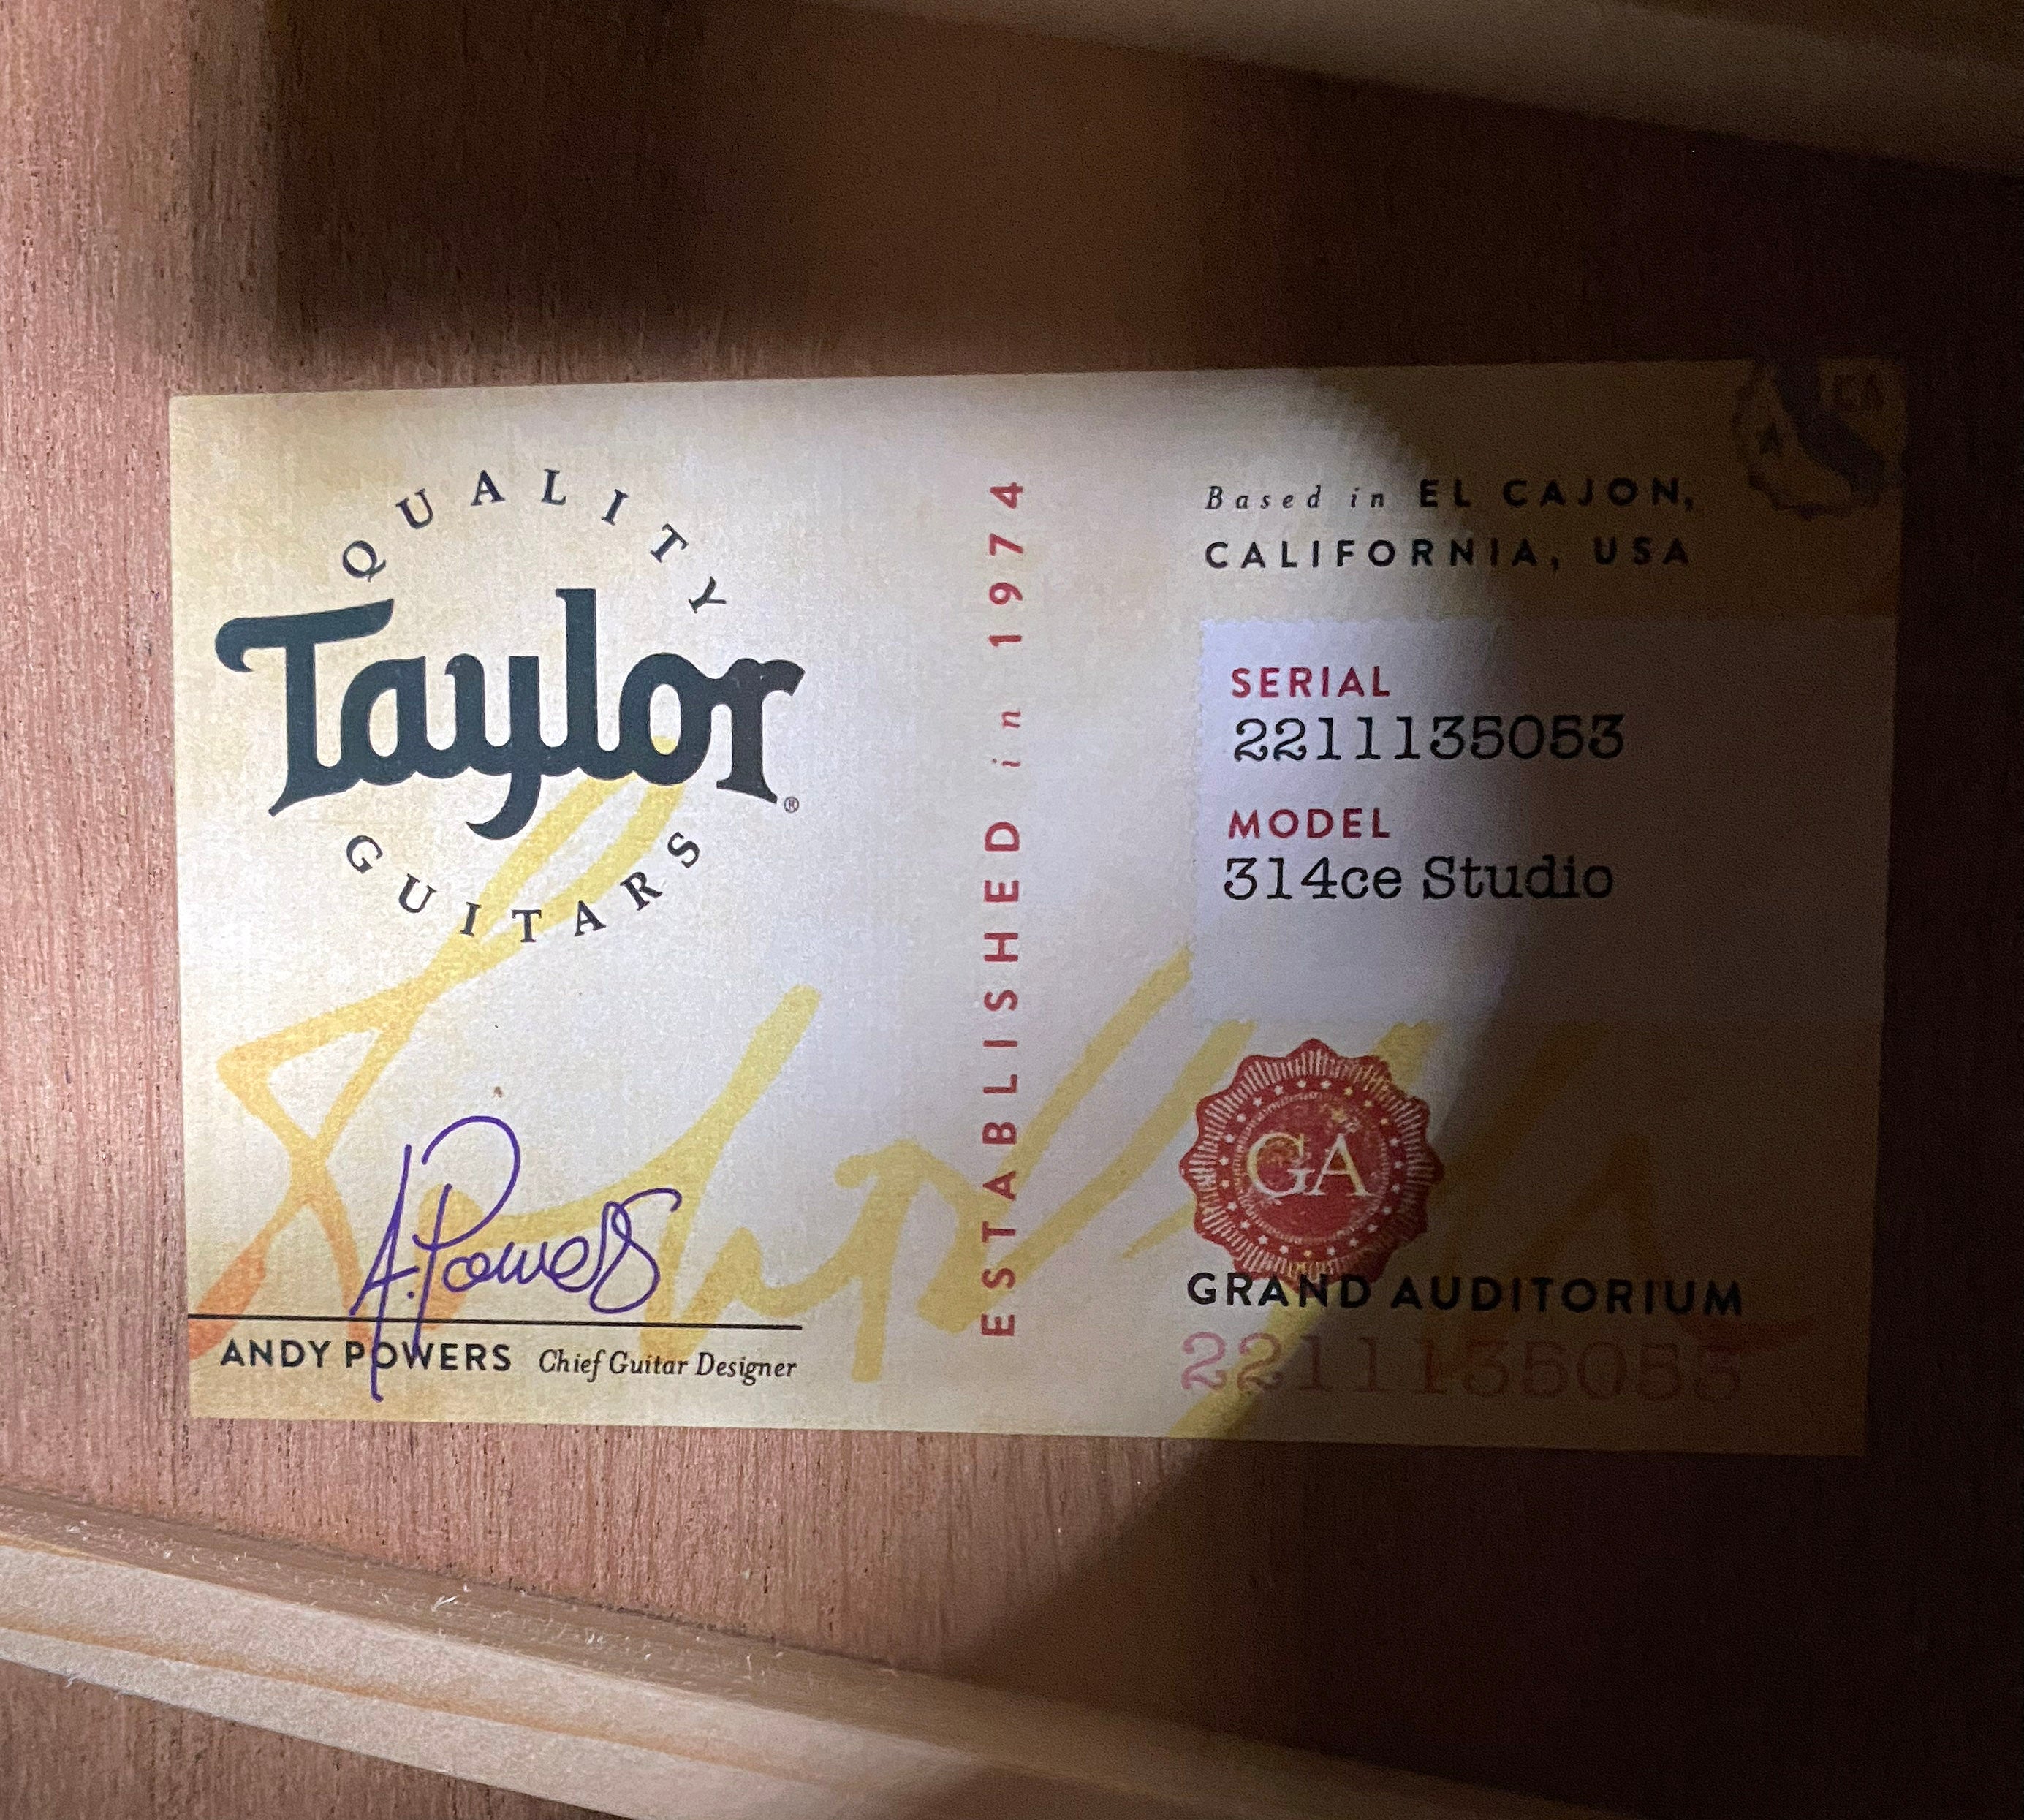 QUALITY
Taylor®
GUITARS
A. Powers
ANDY POWERS Chief Guitar Designer
ESTABLISHED in 1974
CA
Based in EL CAJON,
CALIFORNIA, USA
SERIAL
2211135053
MODEL
314ce Studio
GA
GRAND AUDITORIUM
2211135053